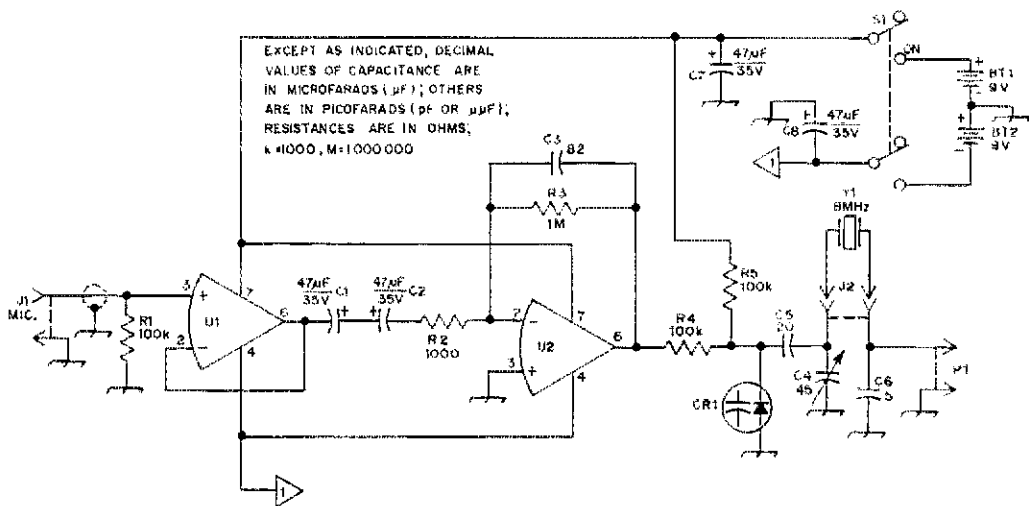 EXCEPT AS INDICATED, DECIMAL
VALUES OF CAPACITANCE ARE
IN MICROFARADS (µF); OTHERS
ARE IN PICOFARADS (pF OR µµF);
RESISTANCES ARE IN OHMS;
k=1000, M=1000000
S1
ON
+
C7
47µF
35V
+
C8
47µF
35V
1
+
BT1
9V
-
+
BT2
9V
-
C3
82
R3
1M
Y1
8MHz
J2
J1
MIC.
R1
100k
3
+
2
-
U1
7
6
4
47µF
35V
C1
+
47µF
35V
C2
+
R2
1000
2
-
3
+
U2
7
6
4
R5
100k
R4
100k
C5
20
CR1
C4
45
C6
5
P1
1